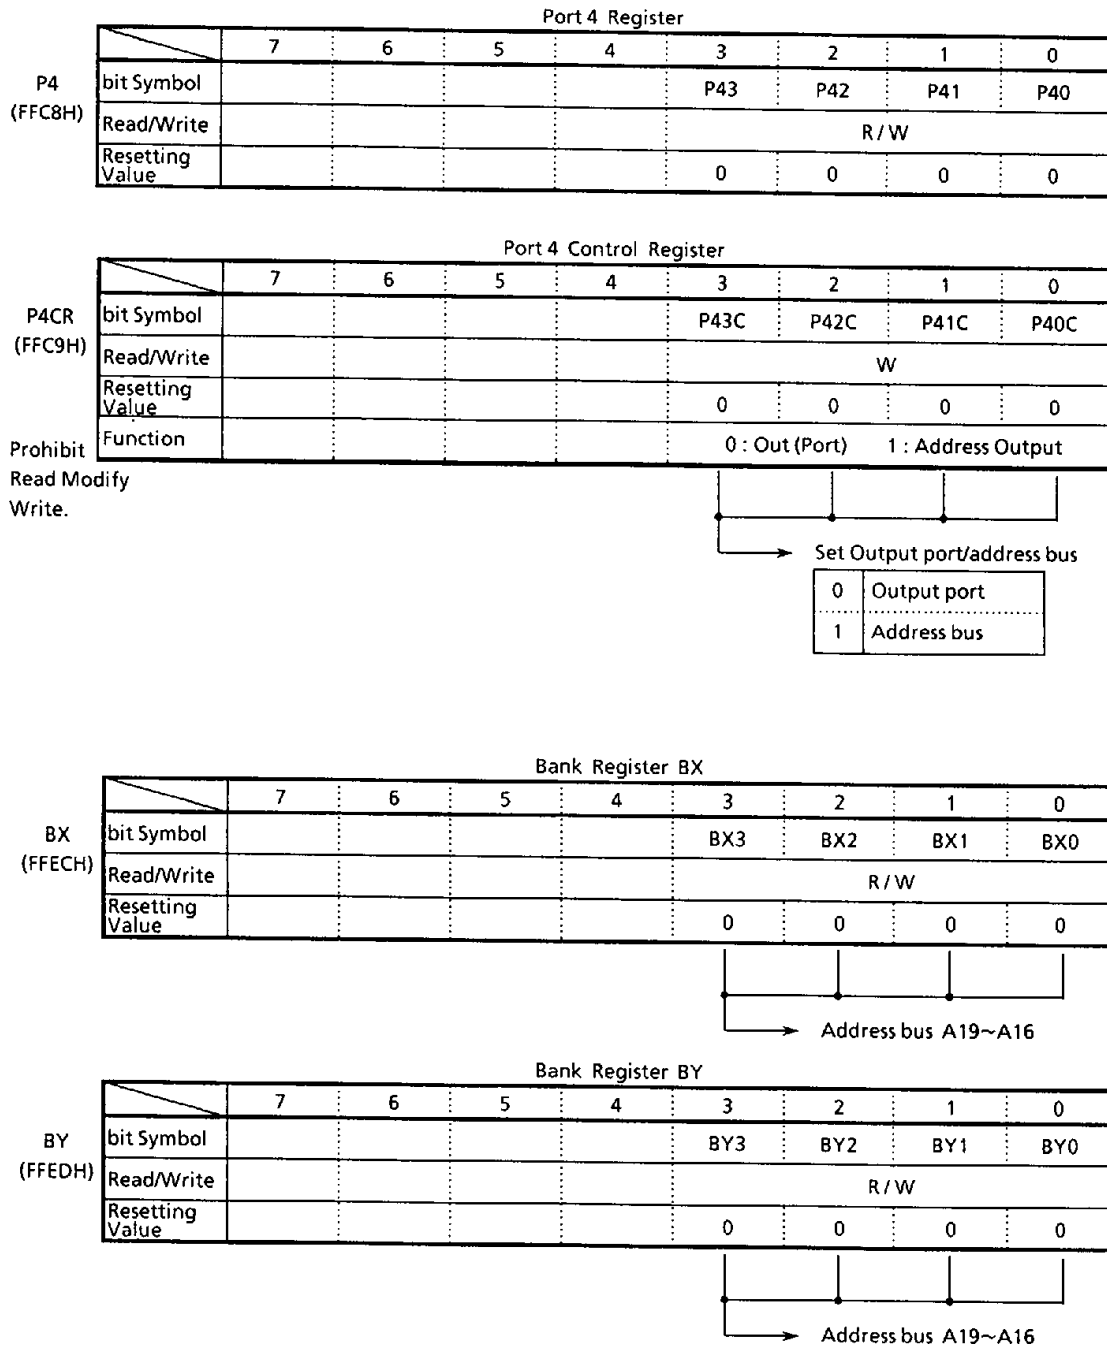 Port 4 Register
7 6 5 4 3 2 1 0
P4 (FFC8H)
bit Symbol P43 P42 P41 P40
Read/Write R / W
Resetting Value 0 0 0 0
Port 4 Control Register
7 6 5 4 3 2 1 0
P4CR (FFC9H)
bit Symbol P43C P42C P41C P40C
Read/Write W
Resetting Value 0 0 0 0
Function 0 : Out (Port) 1 : Address Output
Prohibit
Read Modify
Write.
Set Output port/address bus
0 Output port
1 Address bus
Bank Register BX
7 6 5 4 3 2 1 0
BX (FFECH)
bit Symbol BX3 BX2 BX1 BX0
Read/Write R / W
Resetting Value 0 0 0 0
Address bus A19~A16
Bank Register BY
7 6 5 4 3 2 1 0
BY (FFEDH)
bit Symbol BY3 BY2 BY1 BY0
Read/Write R / W
Resetting Value 0 0 0 0
Address bus A19~A16